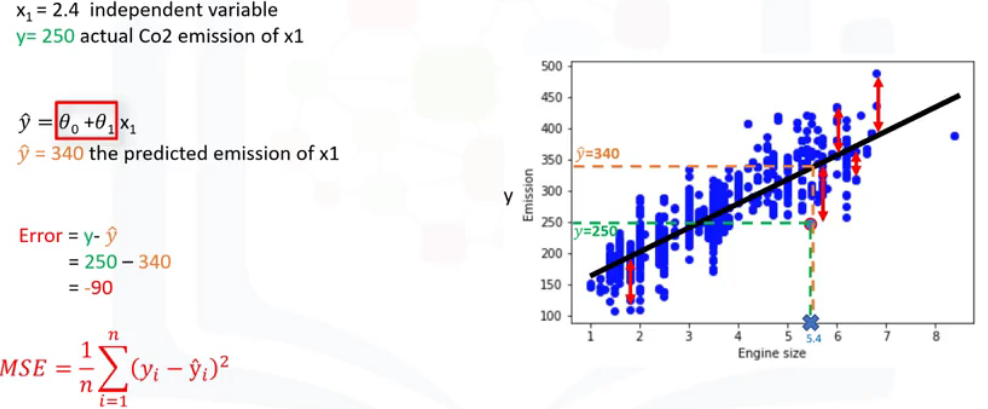 x₁ = 2.4 independent variable
y= 250 actual Co2 emission of x1
ŷ = θ₀ +θ₁ x₁
ŷ = 340 the predicted emission of x1
Error = y- ŷ
= 250 – 340
= -90
MSE = 1/n ∑ᵢ₌₁ⁿ (yᵢ − ŷᵢ)²
500
450
400
350
300
250
200
150
100
ŷ=340
y=250
y
Emission
1 2 3 4 5 5.4 6 7 8
Engine size